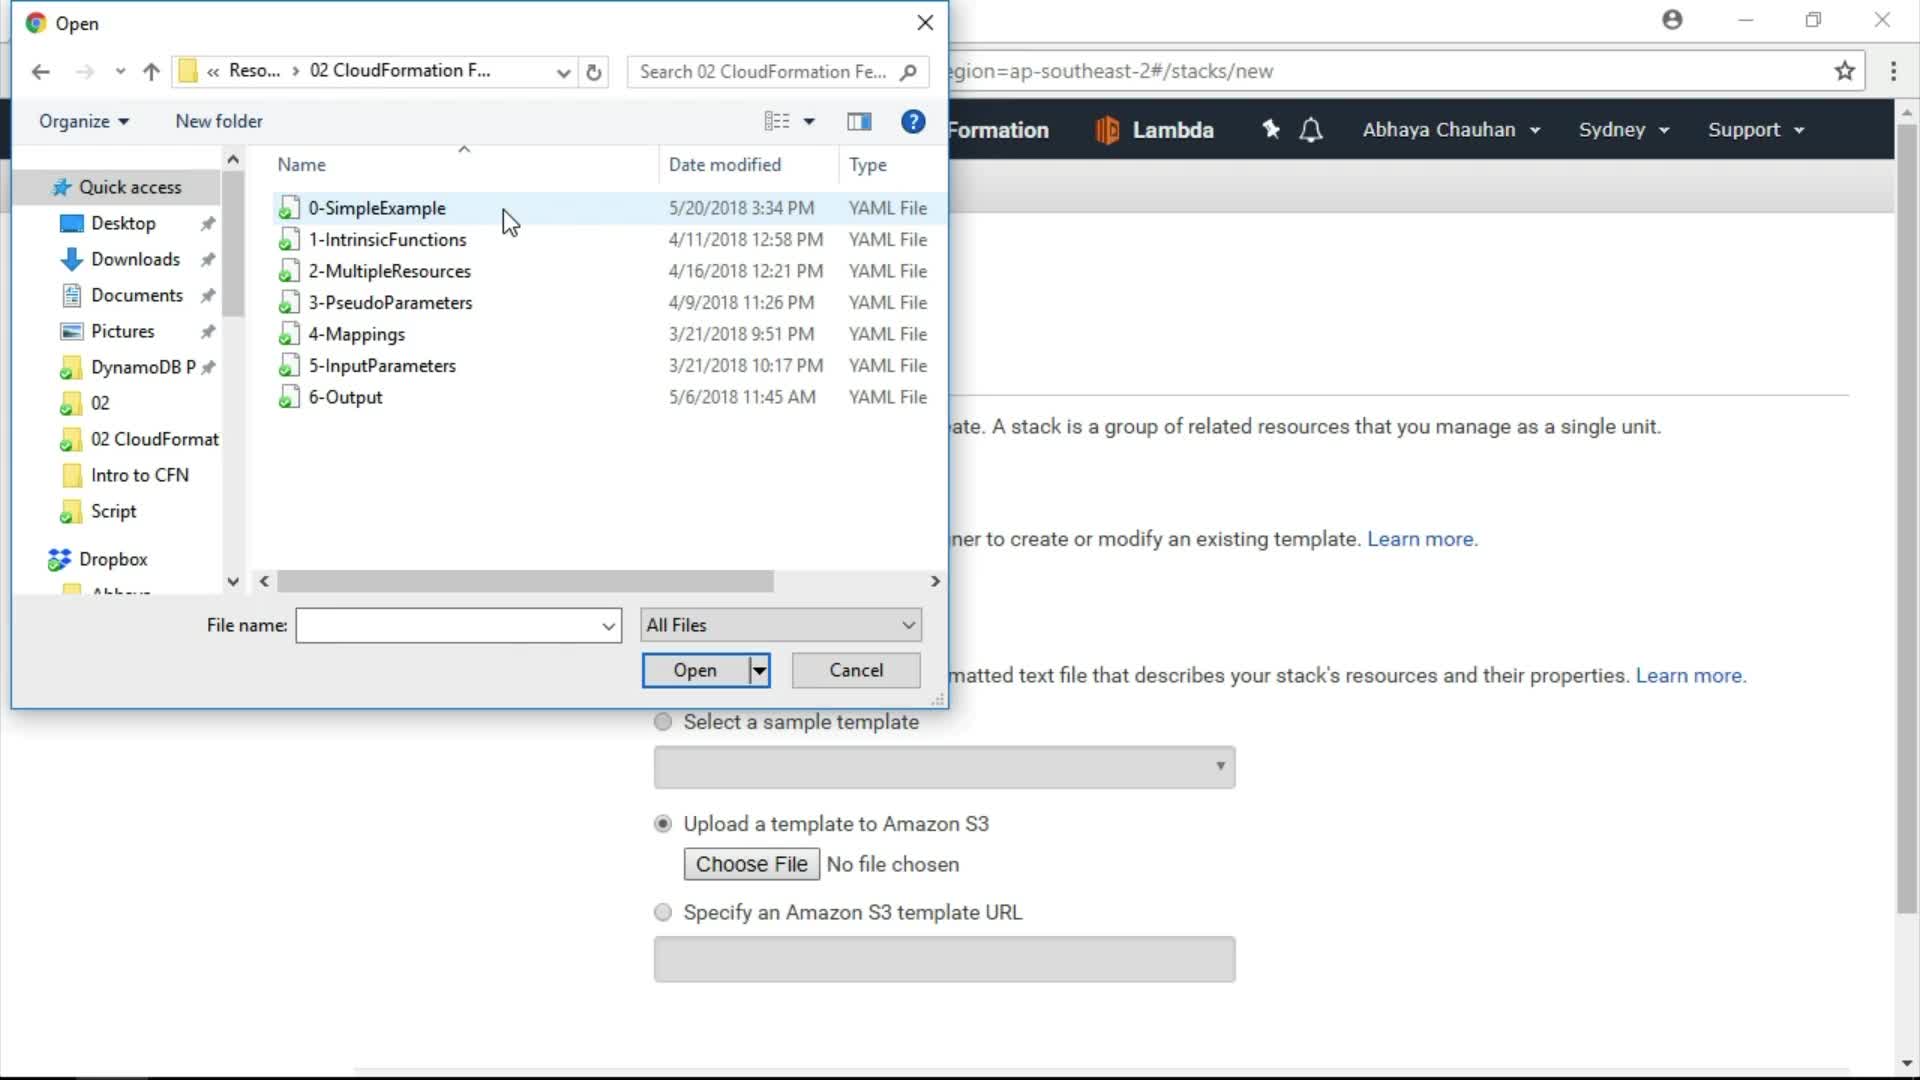 Open
« Reso... › 02 CloudFormation F...
Search 02 CloudFormation Fe...
egion=ap-southeast-2#/stacks/new
Organize
New folder
Formation
Lambda
Abhaya Chauhan
Sydney
Support
Name
Date modified
Type
Quick access
Desktop
Downloads
Documents
Pictures
DynamoDB P
02
02 CloudFormat
Intro to CFN
Script
Dropbox
0-SimpleExample 5/20/2018 3:34 PM YAML File
1-IntrinsicFunctions 4/11/2018 12:58 PM YAML File
2-MultipleResources 4/16/2018 12:21 PM YAML File
3-PseudoParameters 4/9/2018 11:26 PM YAML File
4-Mappings 3/21/2018 9:51 PM YAML File
5-InputParameters 3/21/2018 10:17 PM YAML File
6-Output 5/6/2018 11:45 AM YAML File
File name:
All Files
Open
Cancel
ate. A stack is a group of related resources that you manage as a single unit.
ner to create or modify an existing template. Learn more.
matted text file that describes your stack's resources and their properties. Learn more.
Select a sample template
Upload a template to Amazon S3
Choose File No file chosen
Specify an Amazon S3 template URL